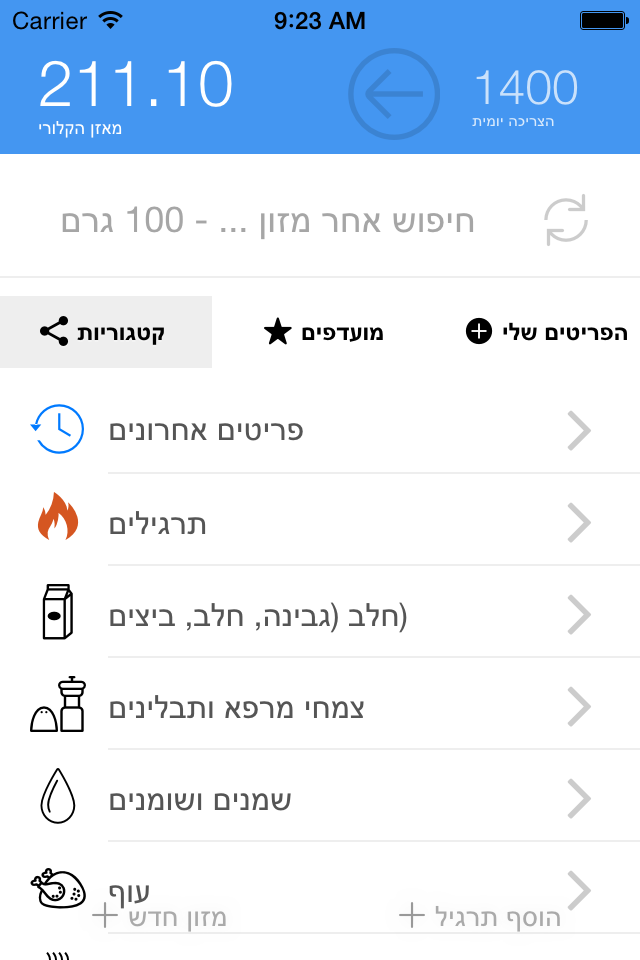 Carrier 9:23 AM
211.10
מאזן הקלורי
1400
הצריכה יומית
חיפוש אחר מזון ... - 100 גרם
קטגוריות
מועדפים
הפריטים שלי
פריטים אחרונים
תרגילים
חלב (גבינה, חלב, ביצים)
צמחי מרפא ותבלינים
שמנים ושומנים
עוף
מזון חדש
הוסף תרגיל